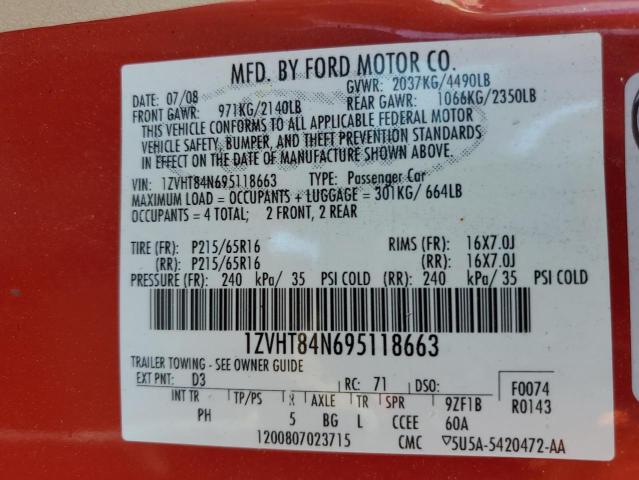 MFD. BY FORD MOTOR CO.
DATE: 07/08 GVWR: 2037KG/4490LB
FRONT GAWR: 971KG/2140LB REAR GAWR: 1066KG/2350LB
THIS VEHICLE CONFORMS TO ALL APPLICABLE FEDERAL MOTOR
VEHICLE SAFETY, BUMPER, AND THEFT PREVENTION STANDARDS
IN EFFECT ON THE DATE OF MANUFACTURE SHOWN ABOVE.
VIN: 1ZVHT84N695118663 TYPE: Passenger Car
MAXIMUM LOAD = OCCUPANTS + LUGGAGE = 301KG/ 664LB
OCCUPANTS = 4 TOTAL; 2 FRONT, 2 REAR
TIRE (FR): P215/65R16 RIMS (FR): 16X7.0J
(RR): P215/65R16 (RR): 16X7.0J
PRESSURE (FR): 240 kPa/ 35 PSI COLD (RR): 240 kPa/ 35 PSI COLD
1ZVHT84N695118663
TRAILER TOWING - SEE OWNER GUIDE
EXT PNT: D3 RC: 71 DSO: F0074
INT TR TP/PS R AXLE TR SPR 9ZF1B R0143
PH 5 BG L CCEE 60A
1200807023715 CMC ▽5U5A-5420472-AA